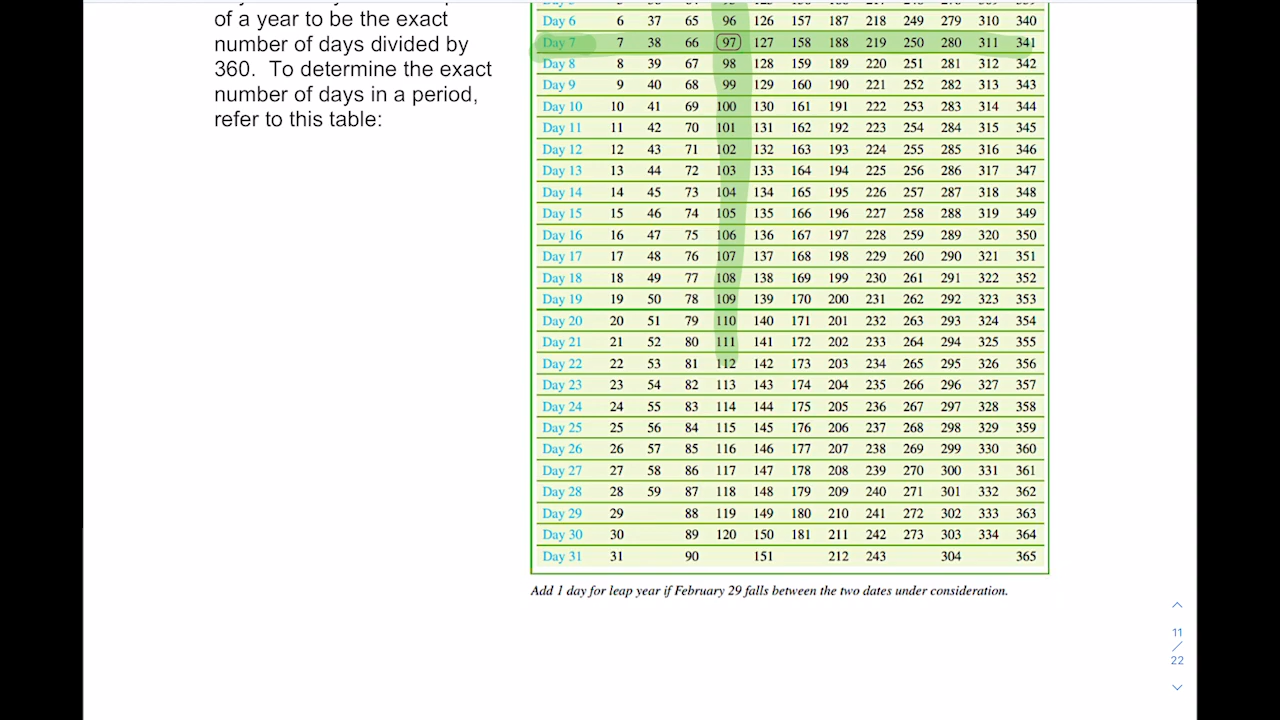 of a year to be the exact
number of days divided by
360. To determine the exact
number of days in a period,
refer to this table:
Day 6 6 37 65 96 126 157 187 218 249 279 310 340
Day 7 7 38 66 97 127 158 188 219 250 280 311 341
Day 8 8 39 67 98 128 159 189 220 251 281 312 342
Day 9 9 40 68 99 129 160 190 221 252 282 313 343
Day 10 10 41 69 100 130 161 191 222 253 283 314 344
Day 11 11 42 70 101 131 162 192 223 254 284 315 345
Day 12 12 43 71 102 132 163 193 224 255 285 316 346
Day 13 13 44 72 103 133 164 194 225 256 286 317 347
Day 14 14 45 73 104 134 165 195 226 257 287 318 348
Day 15 15 46 74 105 135 166 196 227 258 288 319 349
Day 16 16 47 75 106 136 167 197 228 259 289 320 350
Day 17 17 48 76 107 137 168 198 229 260 290 321 351
Day 18 18 49 77 108 138 169 199 230 261 291 322 352
Day 19 19 50 78 109 139 170 200 231 262 292 323 353
Day 20 20 51 79 110 140 171 201 232 263 293 324 354
Day 21 21 52 80 111 141 172 202 233 264 294 325 355
Day 22 22 53 81 112 142 173 203 234 265 295 326 356
Day 23 23 54 82 113 143 174 204 235 266 296 327 357
Day 24 24 55 83 114 144 175 205 236 267 297 328 358
Day 25 25 56 84 115 145 176 206 237 268 298 329 359
Day 26 26 57 85 116 146 177 207 238 269 299 330 360
Day 27 27 58 86 117 147 178 208 239 270 300 331 361
Day 28 28 59 87 118 148 179 209 240 271 301 332 362
Day 29 29 88 119 149 180 210 241 272 302 333 363
Day 30 30 89 120 150 181 211 242 273 303 334 364
Day 31 31 90 151 212 243 304 365
Add 1 day for leap year if February 29 falls between the two dates under consideration.
11
/
22